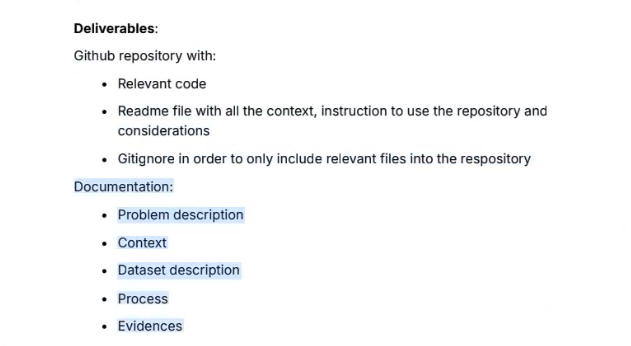 Deliverables:
Github repository with:
• Relevant code
• Readme file with all the context, instruction to use the repository and
considerations
• Gitignore in order to only include relevant files into the respository
Documentation:
• Problem description
• Context
• Dataset description
• Process
• Evidences